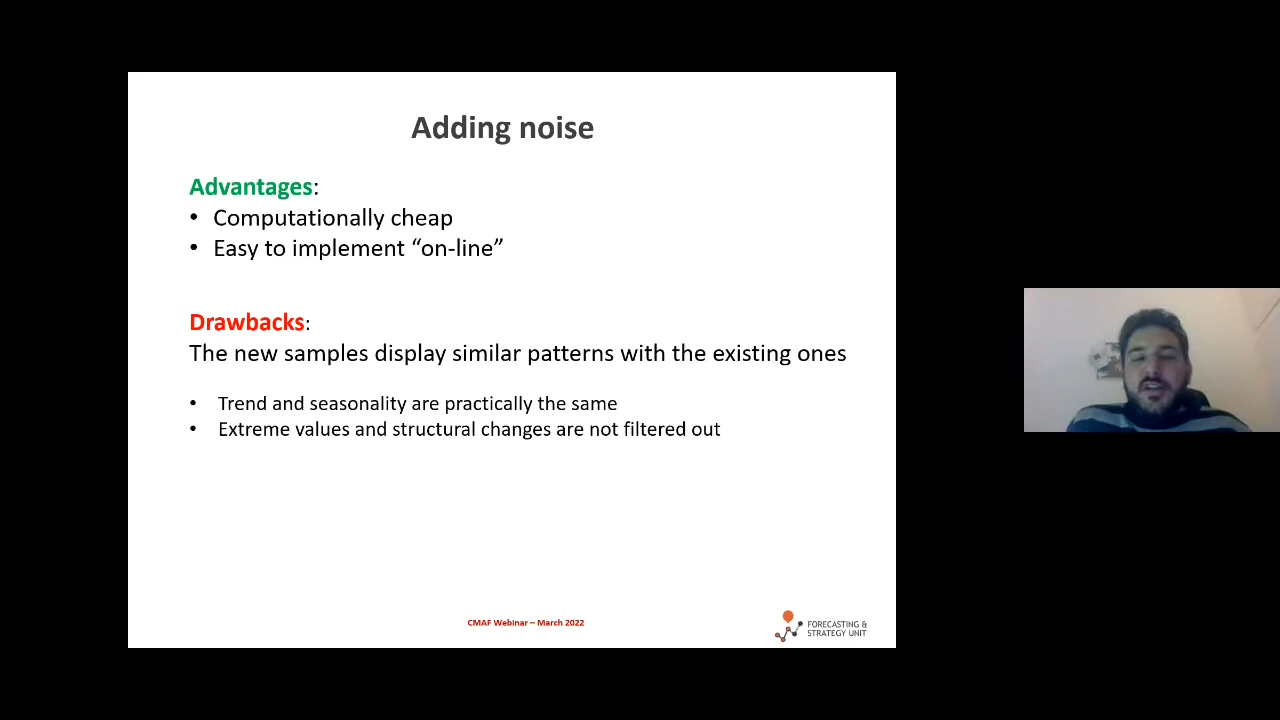 Adding noise
Advantages:
• Computationally cheap
• Easy to implement “on-line”
Drawbacks:
The new samples display similar patterns with the existing ones
• Trend and seasonality are practically the same
• Extreme values and structural changes are not filtered out
CMAF Webinar – March 2022
FORECASTING &
STRATEGY UNIT